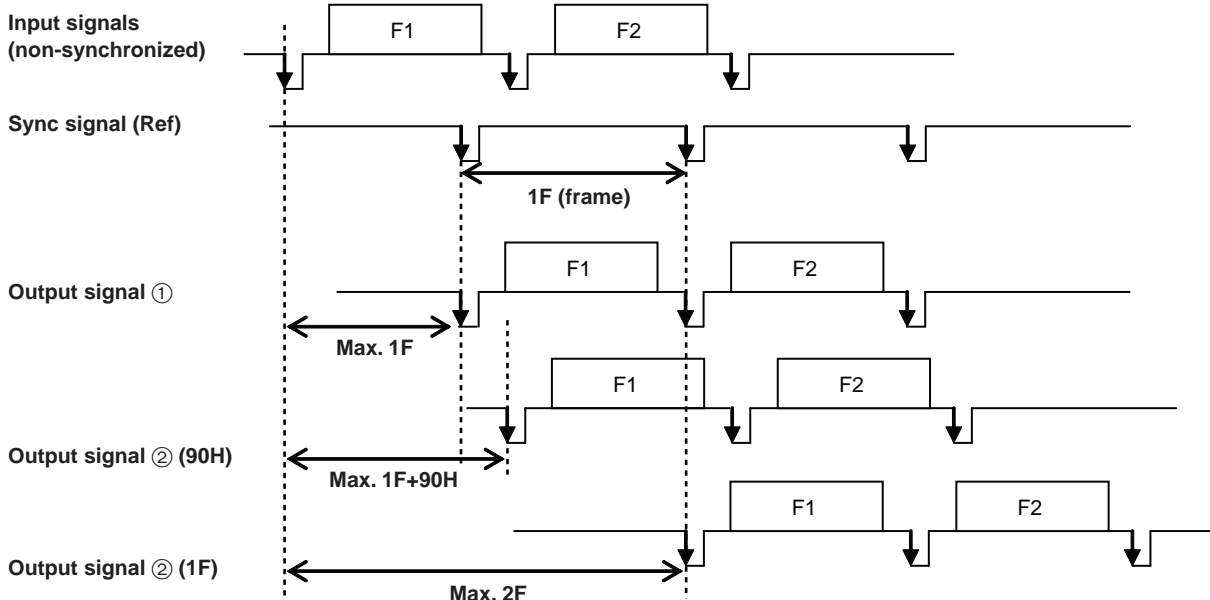 Input signals
(non-synchronized)
F1
F2
Sync signal (Ref)
1F (frame)
F1
F2
Output signal ①
Max. 1F
F1
F2
Output signal ② (90H)
Max. 1F+90H
F1
F2
Output signal ② (1F)
Max. 2F